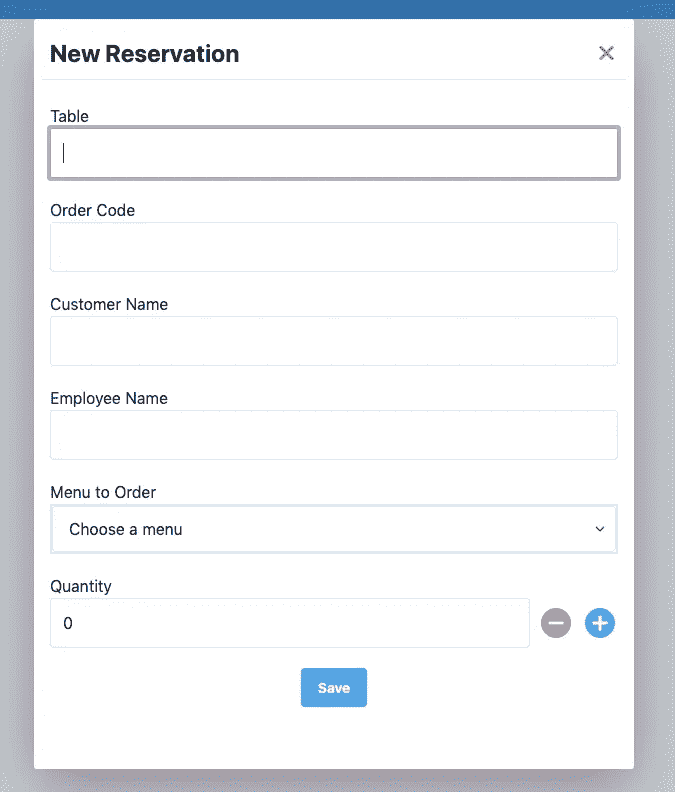 New Reservation
Table
Order Code
Customer Name
Employee Name
Menu to Order
Choose a menu
Quantity
0
Save